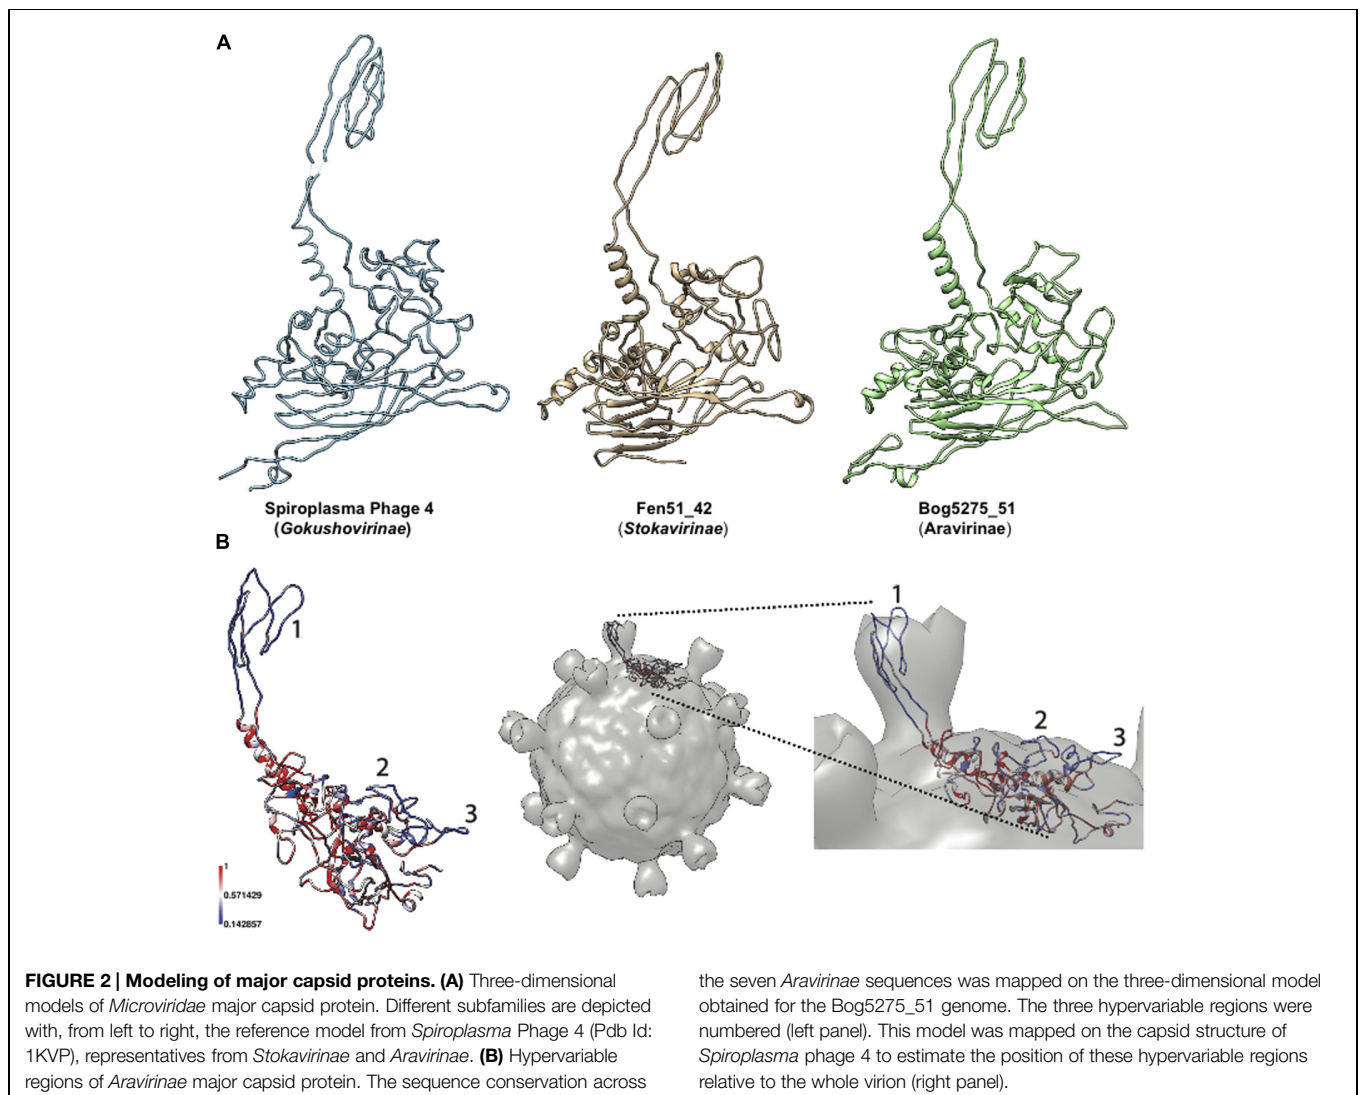 A
Spiroplasma Phage 4
(Gokushovirinae)
Fen51_42
(Stokavirinae)
Bog5275_51
(Aravirinae)
B
1
2
3
1
0.571429
0.142857
1
2
3
FIGURE 2 | Modeling of major capsid proteins. (A) Three-dimensional
models of Microviridae major capsid protein. Different subfamilies are depicted
with, from left to right, the reference model from Spiroplasma Phage 4 (Pdb Id:
1KVP), representatives from Stokavirinae and Aravirinae. (B) Hypervariable
regions of Aravirinae major capsid protein. The sequence conservation across
the seven Aravirinae sequences was mapped on the three-dimensional model
obtained for the Bog5275_51 genome. The three hypervariable regions were
numbered (left panel). This model was mapped on the capsid structure of
Spiroplasma phage 4 to estimate the position of these hypervariable regions
relative to the whole virion (right panel).